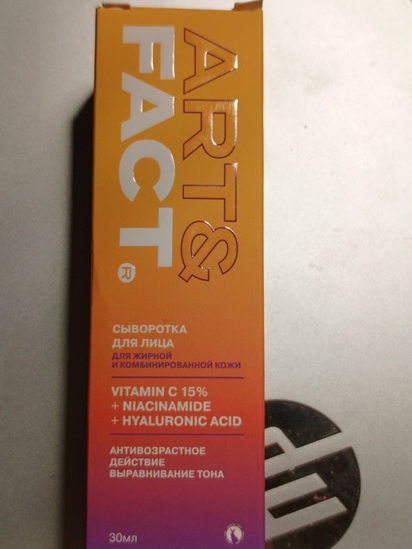 ART&
FACT®
СЫВОРОТКА
ДЛЯ ЛИЦА
ДЛЯ ЖИРНОЙ
И КОМБИНИРОВАННОЙ КОЖИ
VITAMIN C 15%
+ NIACINAMIDE
+ HYALURONIC ACID
АНТИВОЗРАСТНОЕ
ДЕЙСТВИЕ
ВЫРАВНИВАНИЕ ТОНА
30мл
hp